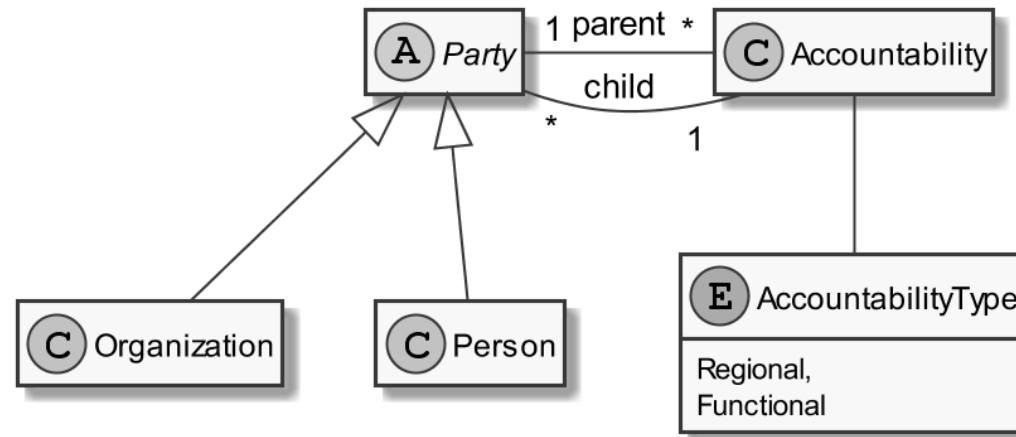 1 parent *
A Party
C Accountability
child
*
1
C Organization
C Person
E AccountabilityType
Regional,
Functional